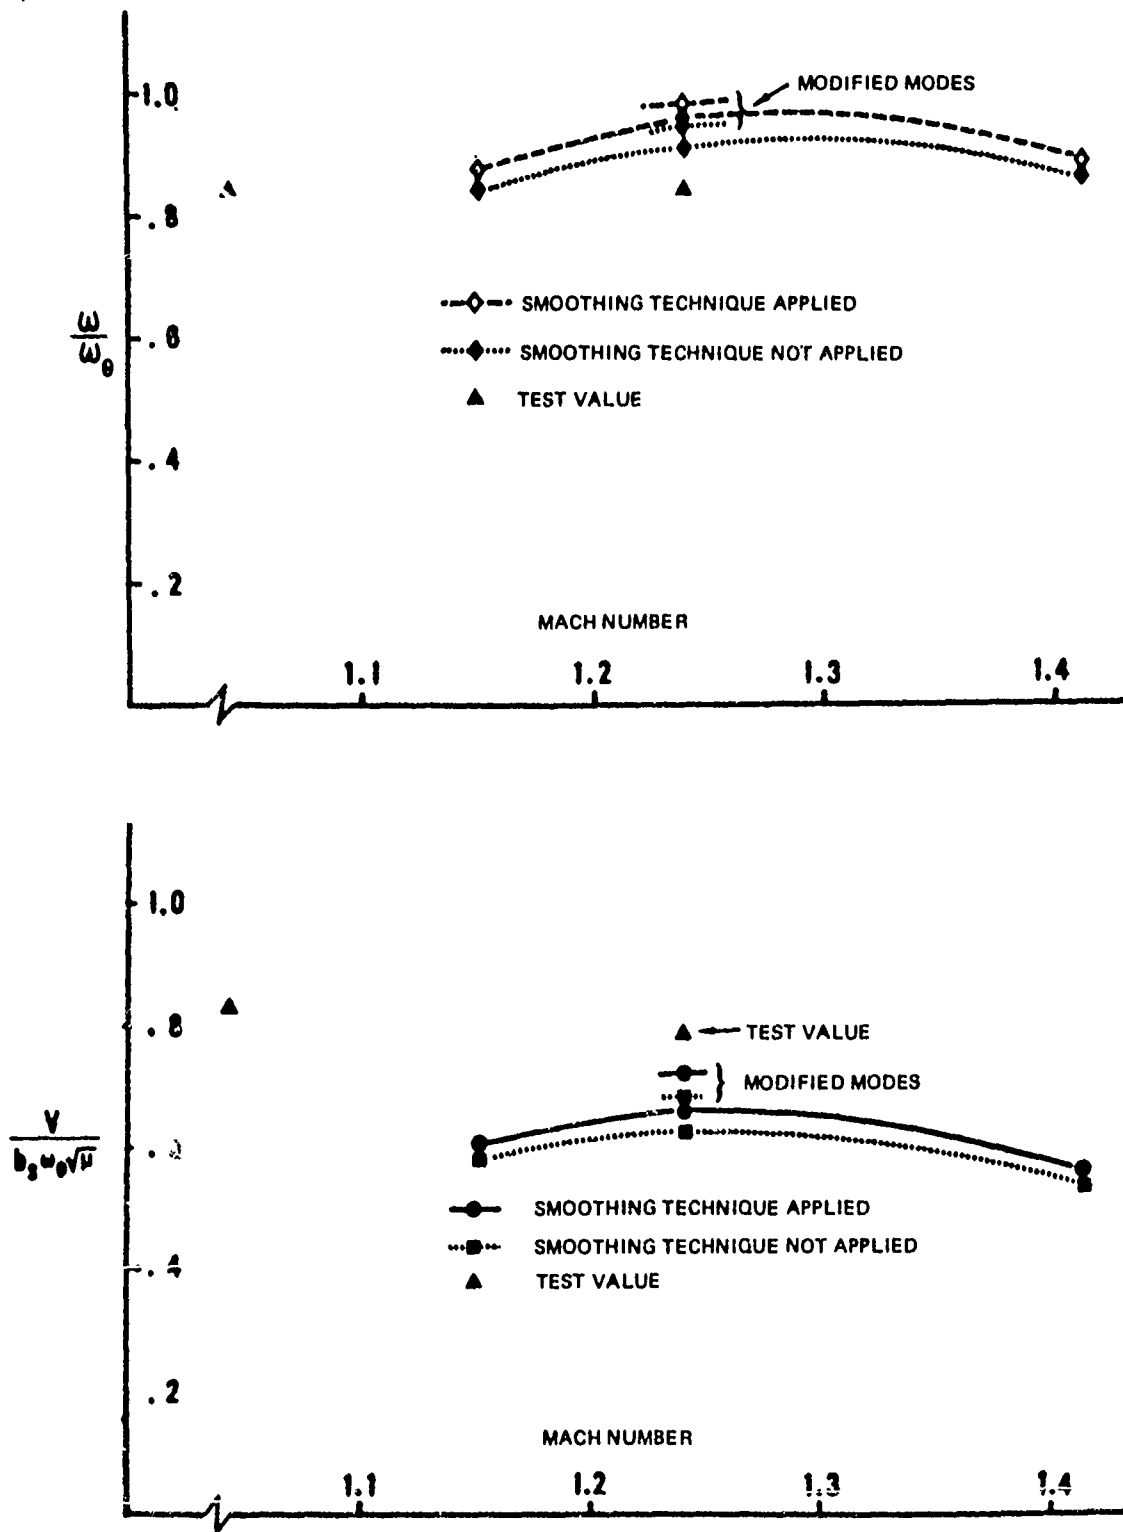 1.0
MODIFIED MODES
.8
SMOOTHING TECHNIQUE APPLIED
ω/ω_θ
.6
SMOOTHING TECHNIQUE NOT APPLIED
TEST VALUE
.4
.2
MACH NUMBER
1.1 1.2 1.3 1.4
1.0
.8
TEST VALUE
MODIFIED MODES
V
SMOOTHING TECHNIQUE APPLIED
SMOOTHING TECHNIQUE NOT APPLIED
.4
TEST VALUE
.2
MACH NUMBER
1.1 1.2 1.3 1.4